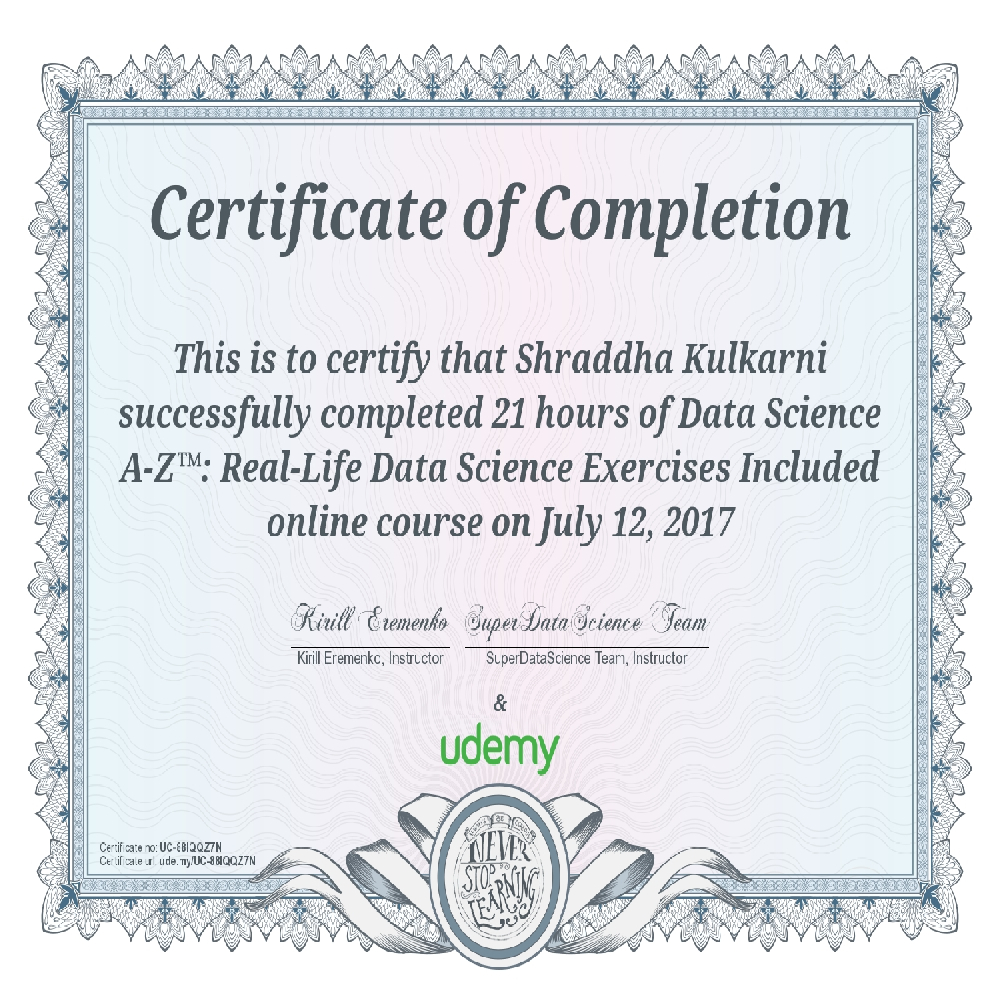 Certificate of Completion
This is to certify that Shraddha Kulkarni
successfully completed 21 hours of Data Science
A-Z™: Real-Life Data Science Exercises Included
online course on July 12, 2017
Kirill Eremenko SuperDataScience Team
Kirill Eremenko, Instructor SuperDataScience Team, Instructor
&
udemy
Certificate no: UC-88IQQZ7N
Certificate url: ude.my/UC-88IQQZ7N
NEVER
STOP
LEARNING